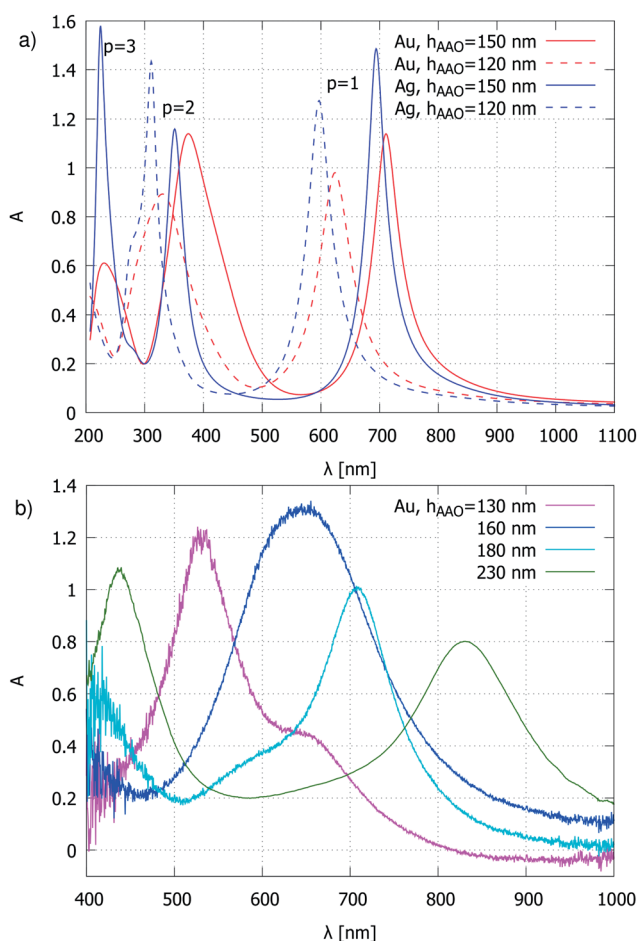 a)
p=3
p=2
p=1
Au, hAAO=150 nm
Au, hAAO=120 nm
Ag, hAAO=150 nm
Ag, hAAO=120 nm
A
1.6
1.4
1.2
1
0.8
0.6
0.4
0.2
0
200 300 400 500 600 700 800 900 1000 1100
λ [nm]
b)
Au, hAAO=130 nm
160 nm
180 nm
230 nm
A
1.4
1.2
1
0.8
0.6
0.4
0.2
0
400 500 600 700 800 900 1000
λ [nm]